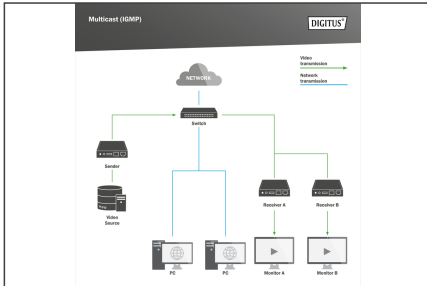 Multicast (IGMP)
DIGITUS®
Video
transmission
Network
transmission
NETWORK
Switch
Sender
Receiver A
Receiver B
Video
Source
PC
PC
Monitor A
Monitor B